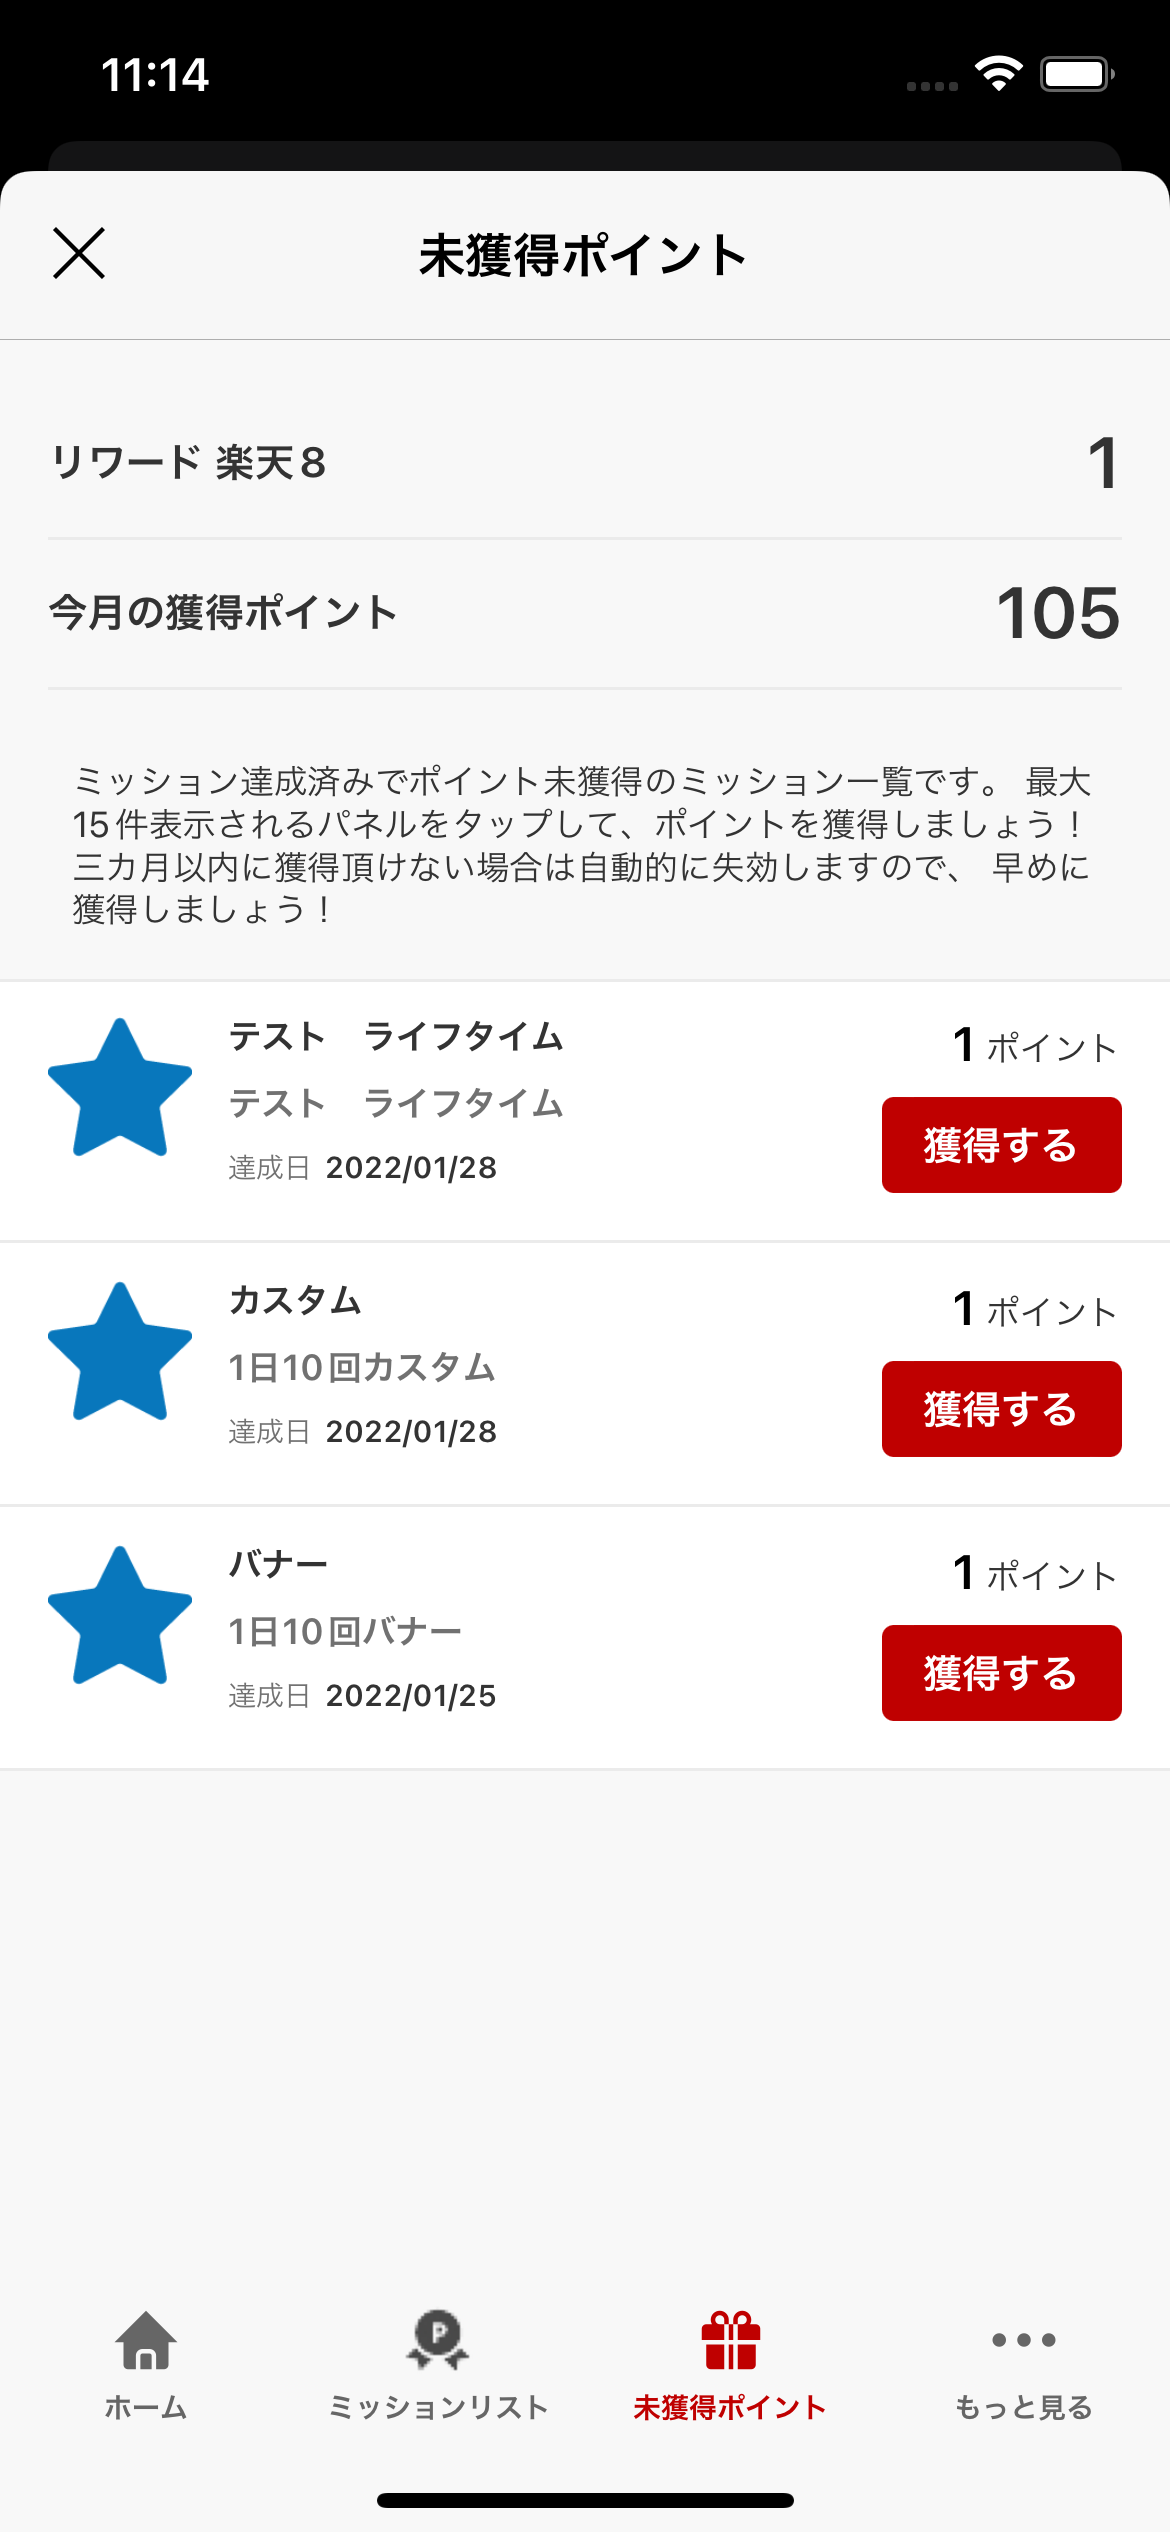 11:14
未獲得ポイント
リワード 楽天8
1
今月の獲得ポイント
105
ミッション達成済みでポイント未獲得のミッション一覧です。 最大
15件表示されるパネルをタップして、ポイントを獲得しましょう！
三カ月以内に獲得頂けない場合は自動的に失効しますので、 早めに
獲得しましょう！
テスト　ライフタイム
1 ポイント
テスト　ライフタイム
獲得する
達成日 2022/01/28
カスタム
1 ポイント
1日10回カスタム
獲得する
達成日 2022/01/28
バナー
1 ポイント
1日10回バナー
獲得する
達成日 2022/01/25
P
ホーム
ミッションリスト
未獲得ポイント
もっと見る